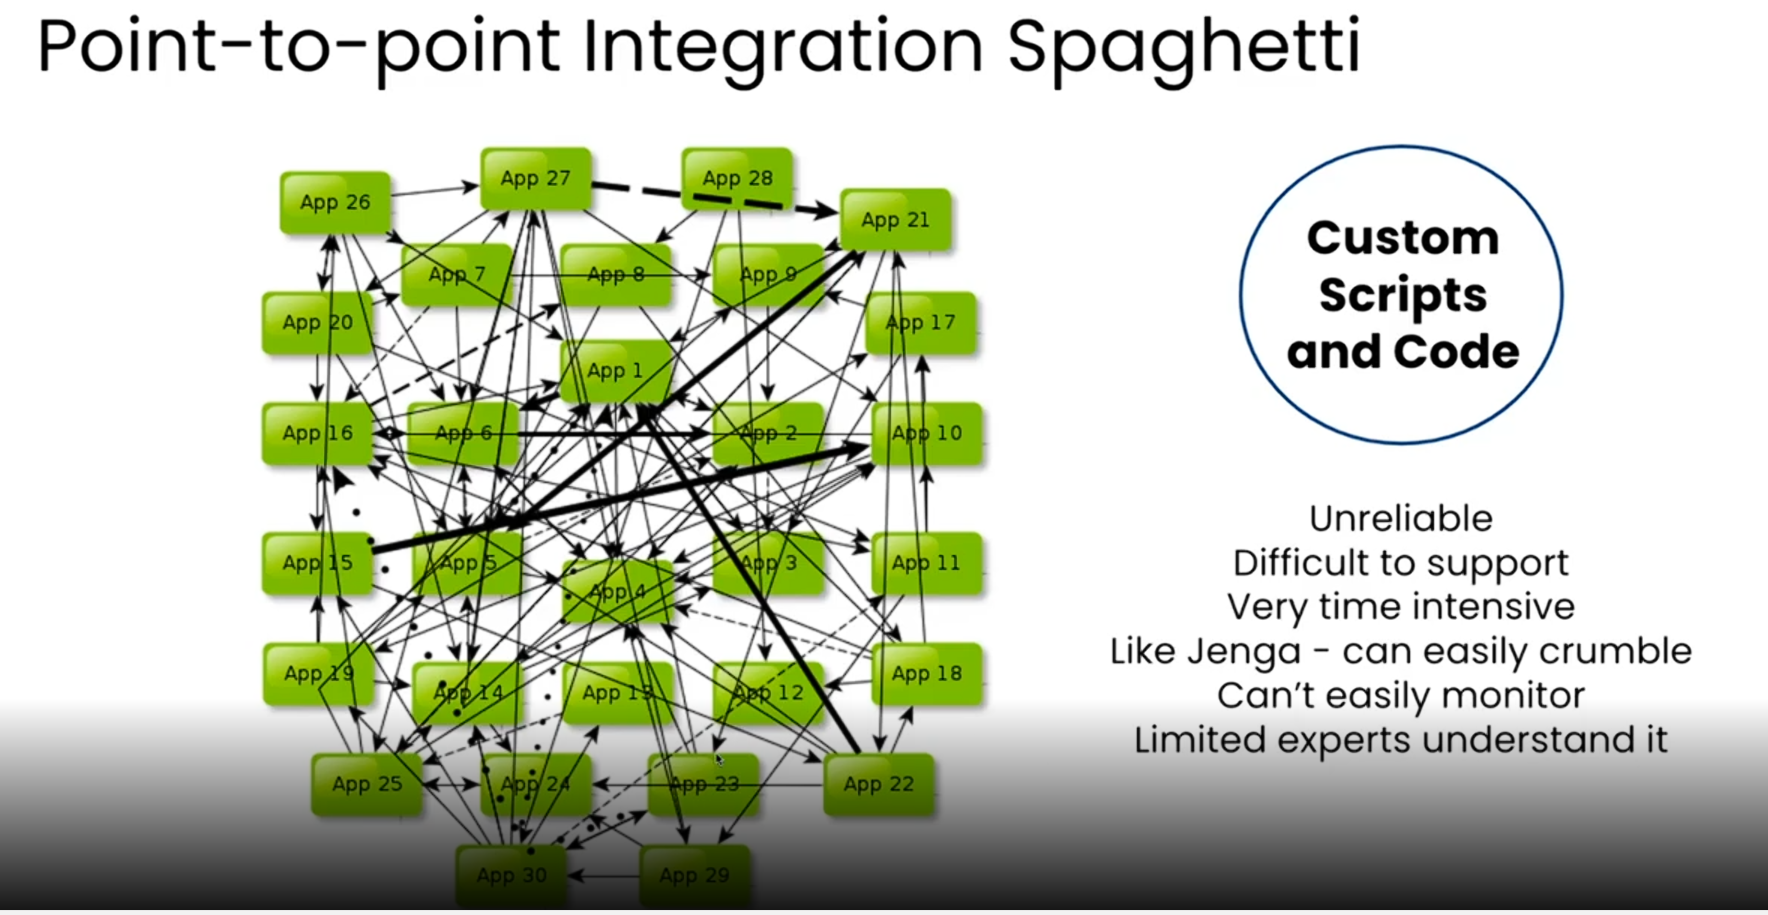 Point-to-point Integration Spaghetti
App 27
App 28
App 26
App 21
App 7
App 8
App 9
App 20
App 17
App 1
App 16
App 6
App 2
App 10
App 15
App 5
App 3
App 11
App 4
App 19
App 14
App 13
App 12
App 18
App 25
App 24
App 23
App 22
App 30
App 29
Custom
Scripts
and Code
Unreliable
Difficult to support
Very time intensive
Like Jenga - can easily crumble
Can’t easily monitor
Limited experts understand it